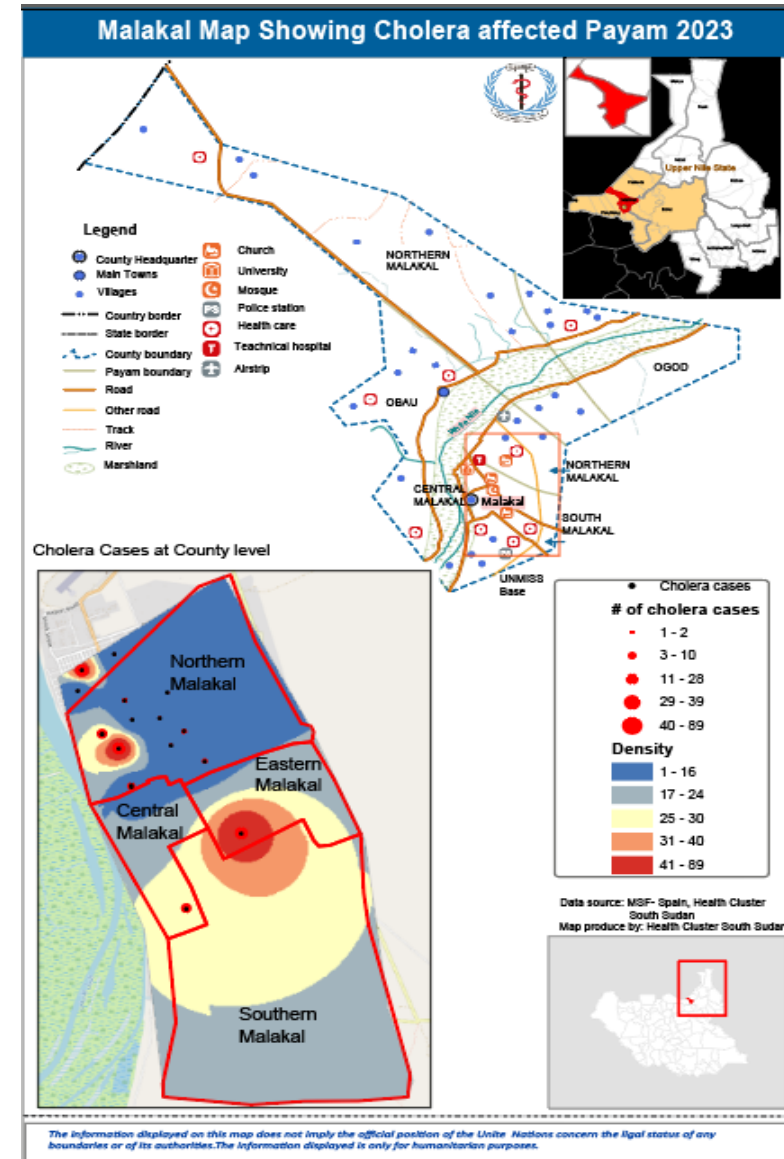 Malakal Map Showing Cholera affected Payam 2023
Upper Nile State
Legend
County Headquarter
Main Towns
Villages
Country border
State border
County boundary
Payam boundary
Road
Other road
Track
River
Marshland
Church
University
Mosque
PS
Police station
Health care
T
Teachnical hospital
Airstrip
NORTHERN
MALAKAL
OGOD
OBAU
White Nile
NORTHERN
MALAKAL
CENTRAL
MALAKAL
Malakal
SOUTH
MALAKAL
UNMISS
Base
Cholera Cases at County level
Northern
Malakal
Eastern
Malakal
Central
Malakal
Southern
Malakal
Cholera cases
# of cholera cases
1 - 2
3 - 10
11 - 28
29 - 39
40 - 89
Density
1 - 16
17 - 24
25 - 30
31 - 40
41 - 89
Data source: MSF- Spain, Health Cluster
South Sudan
Map produce by: Health Cluster South Sudan
The information displayed on this map does not imply the official position of the Unite Nations concern the ligal status of any
boundaries or of its authorities.The information displayed is only for humanitarian purposes.